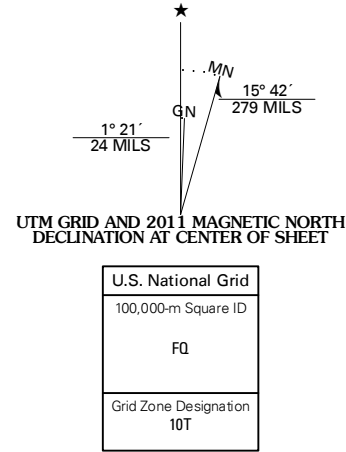 ★
MN
GN
15° 42´
279 MILS
1° 21´
24 MILS
UTM GRID AND 2011 MAGNETIC NORTH
DECLINATION AT CENTER OF SHEET
U.S. National Grid
100,000-m Square ID
FQ
Grid Zone Designation
10T